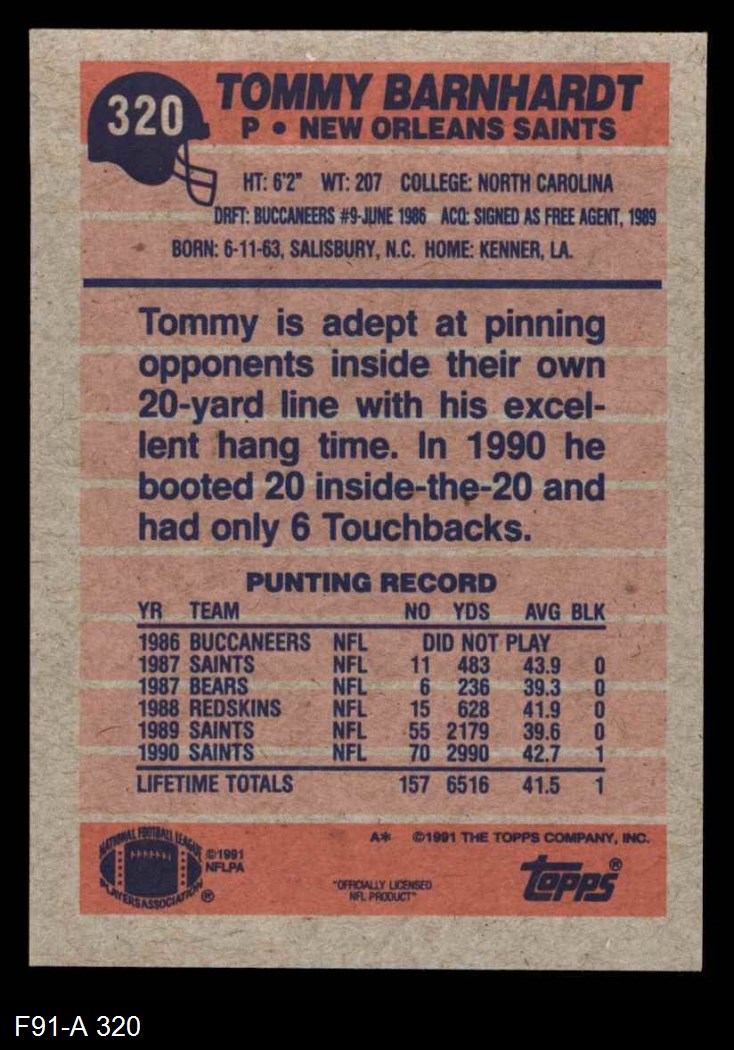 320
TOMMY BARNHARDT
P • NEW ORLEANS SAINTS
HT: 6'2" WT: 207 COLLEGE: NORTH CAROLINA
DRFT: BUCCANEERS #9-JUNE 1986 ACQ: SIGNED AS FREE AGENT, 1989
BORN: 6-11-63, SALISBURY, N.C. HOME: KENNER, LA.
Tommy is adept at pinning
opponents inside their own
20-yard line with his excel-
lent hang time. In 1990 he
booted 20 inside-the-20 and
had only 6 Touchbacks.
PUNTING RECORD
YR TEAM NO YDS AVG BLK
1986 BUCCANEERS NFL DID NOT PLAY
1987 SAINTS NFL 11 483 43.9 0
1987 BEARS NFL 6 236 39.3 0
1988 REDSKINS NFL 15 628 41.9 0
1989 SAINTS NFL 55 2179 39.6 0
1990 SAINTS NFL 70 2990 42.7 1
LIFETIME TOTALS 157 6516 41.5 1
A* ©1991 THE TOPPS COMPANY, INC.
NATIONAL FOOTBALL LEAGUE
PLAYERS ASSOCIATION ®
©1991
NFLPA
"OFFICIALLY LICENSED
NFL PRODUCT"
topps®
F91-A 320